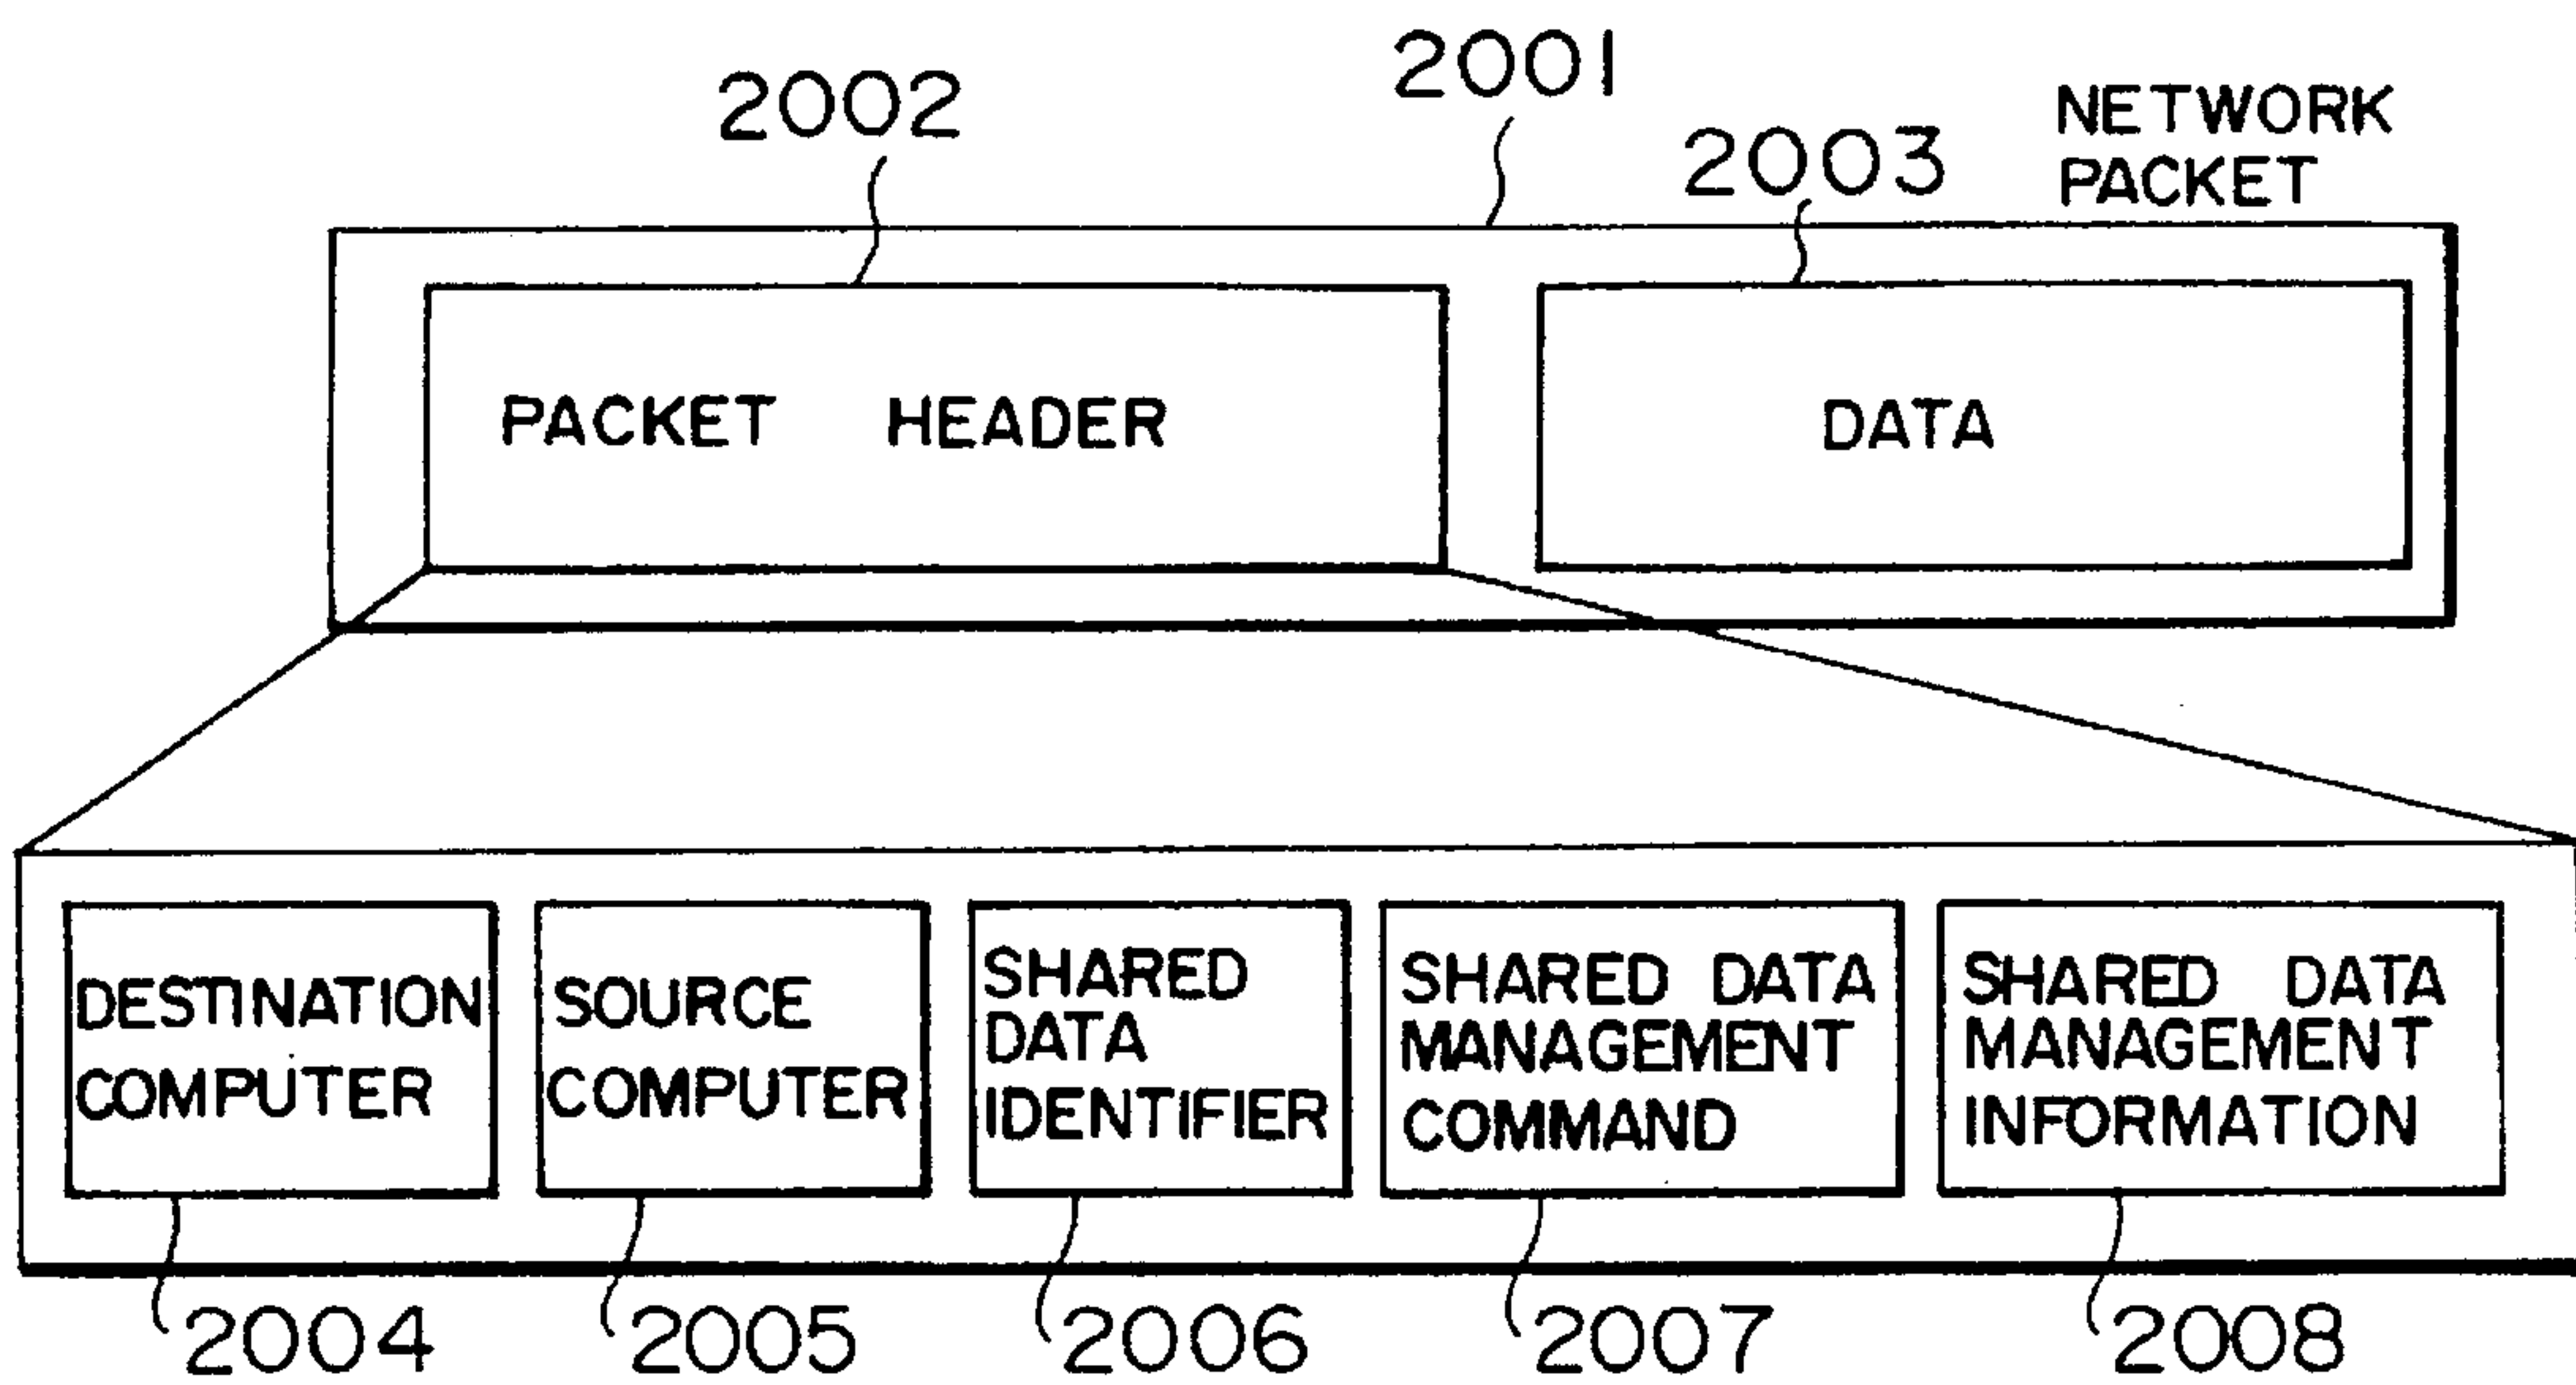 2001
2002
2003
NETWORK
PACKET
PACKET HEADER
DATA
DESTINATION
COMPUTER
SOURCE
COMPUTER
SHARED
DATA
IDENTIFIER
SHARED DATA
MANAGEMENT
COMMAND
SHARED DATA
MANAGEMENT
INFORMATION
2004
2005
2006
2007
2008